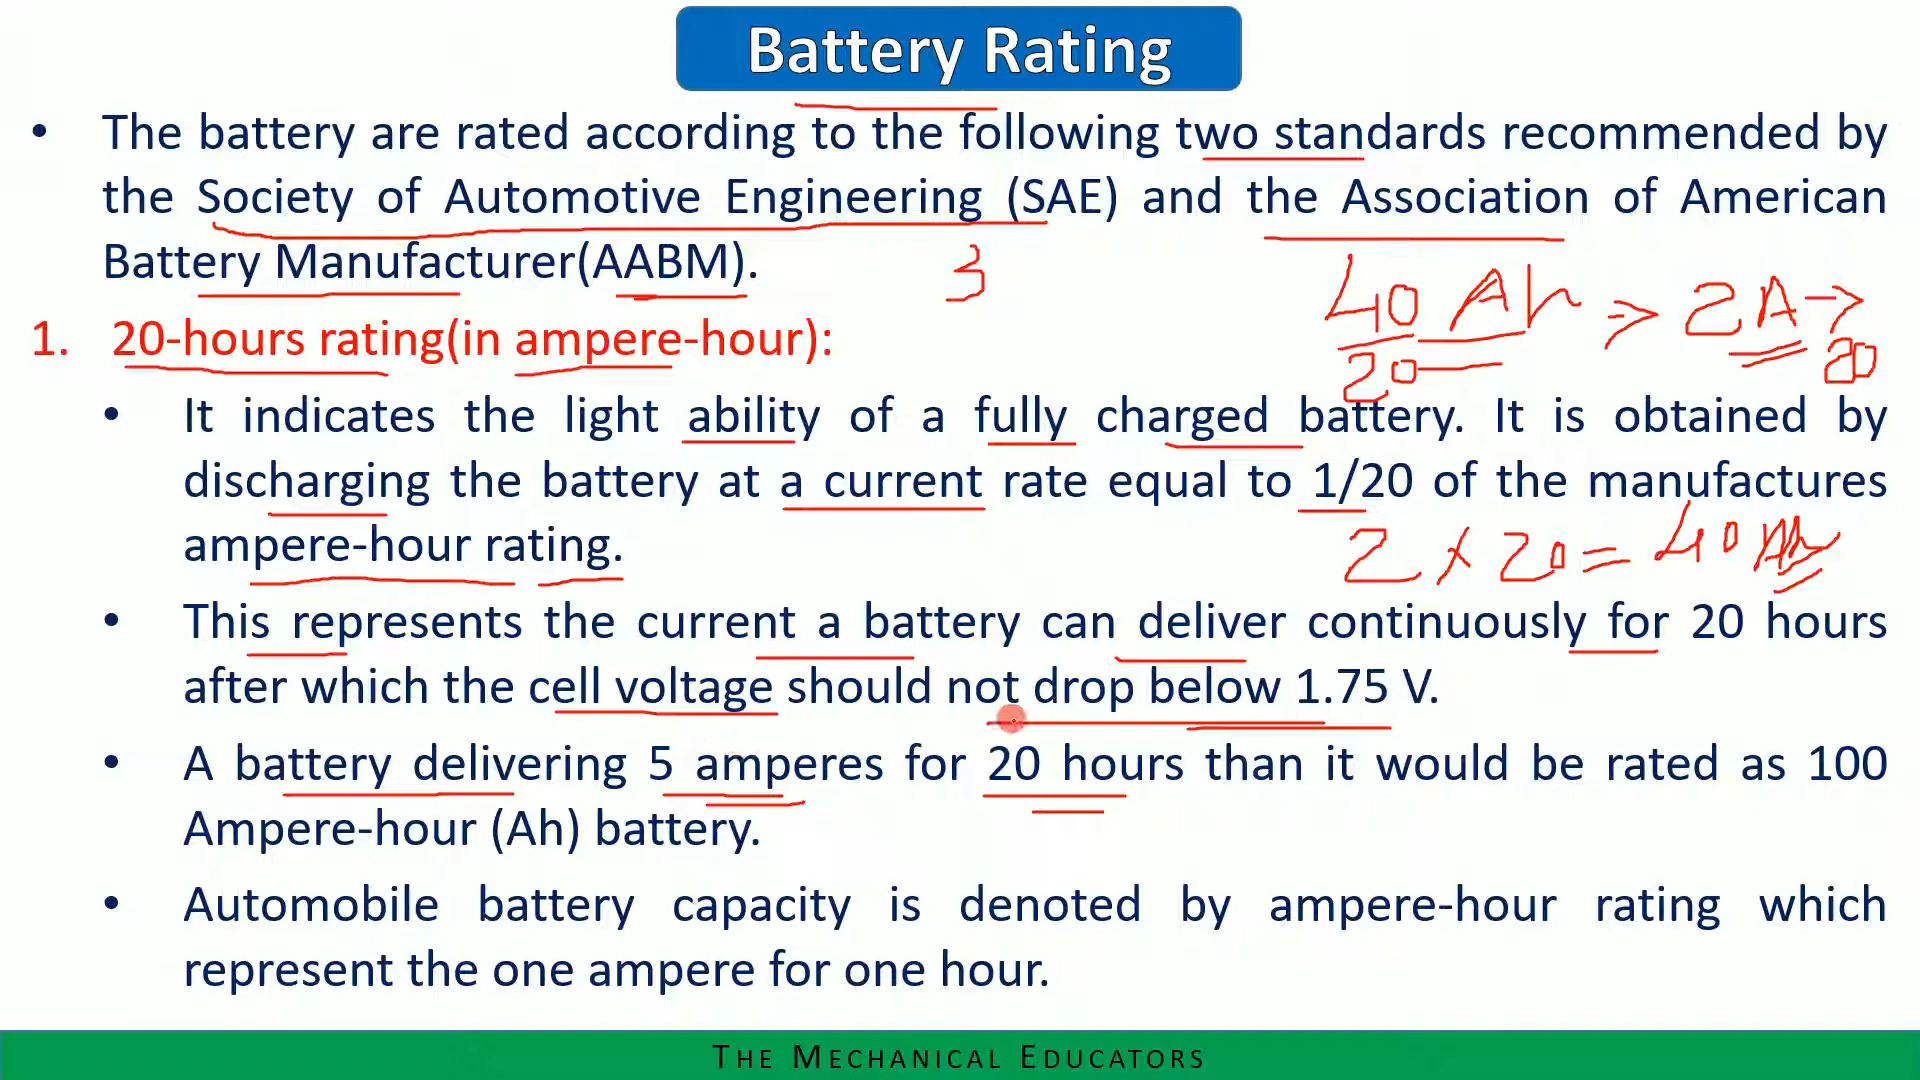 Battery Rating
• The battery are rated according to the following two standards recommended by
the Society of Automotive Engineering (SAE) and the Association of American
Battery Manufacturer(AABM).
3
40 Ah => 2A →
20 20
1. 20-hours rating(in ampere-hour):
• It indicates the light ability of a fully charged battery. It is obtained by
discharging the battery at a current rate equal to 1/20 of the manufactures
ampere-hour rating.
2 × 20 = 40 Ah
• This represents the current a battery can deliver continuously for 20 hours
after which the cell voltage should not drop below 1.75 V.
• A battery delivering 5 amperes for 20 hours than it would be rated as 100
Ampere-hour (Ah) battery.
• Automobile battery capacity is denoted by ampere-hour rating which
represent the one ampere for one hour.
THE MECHANICAL EDUCATORS